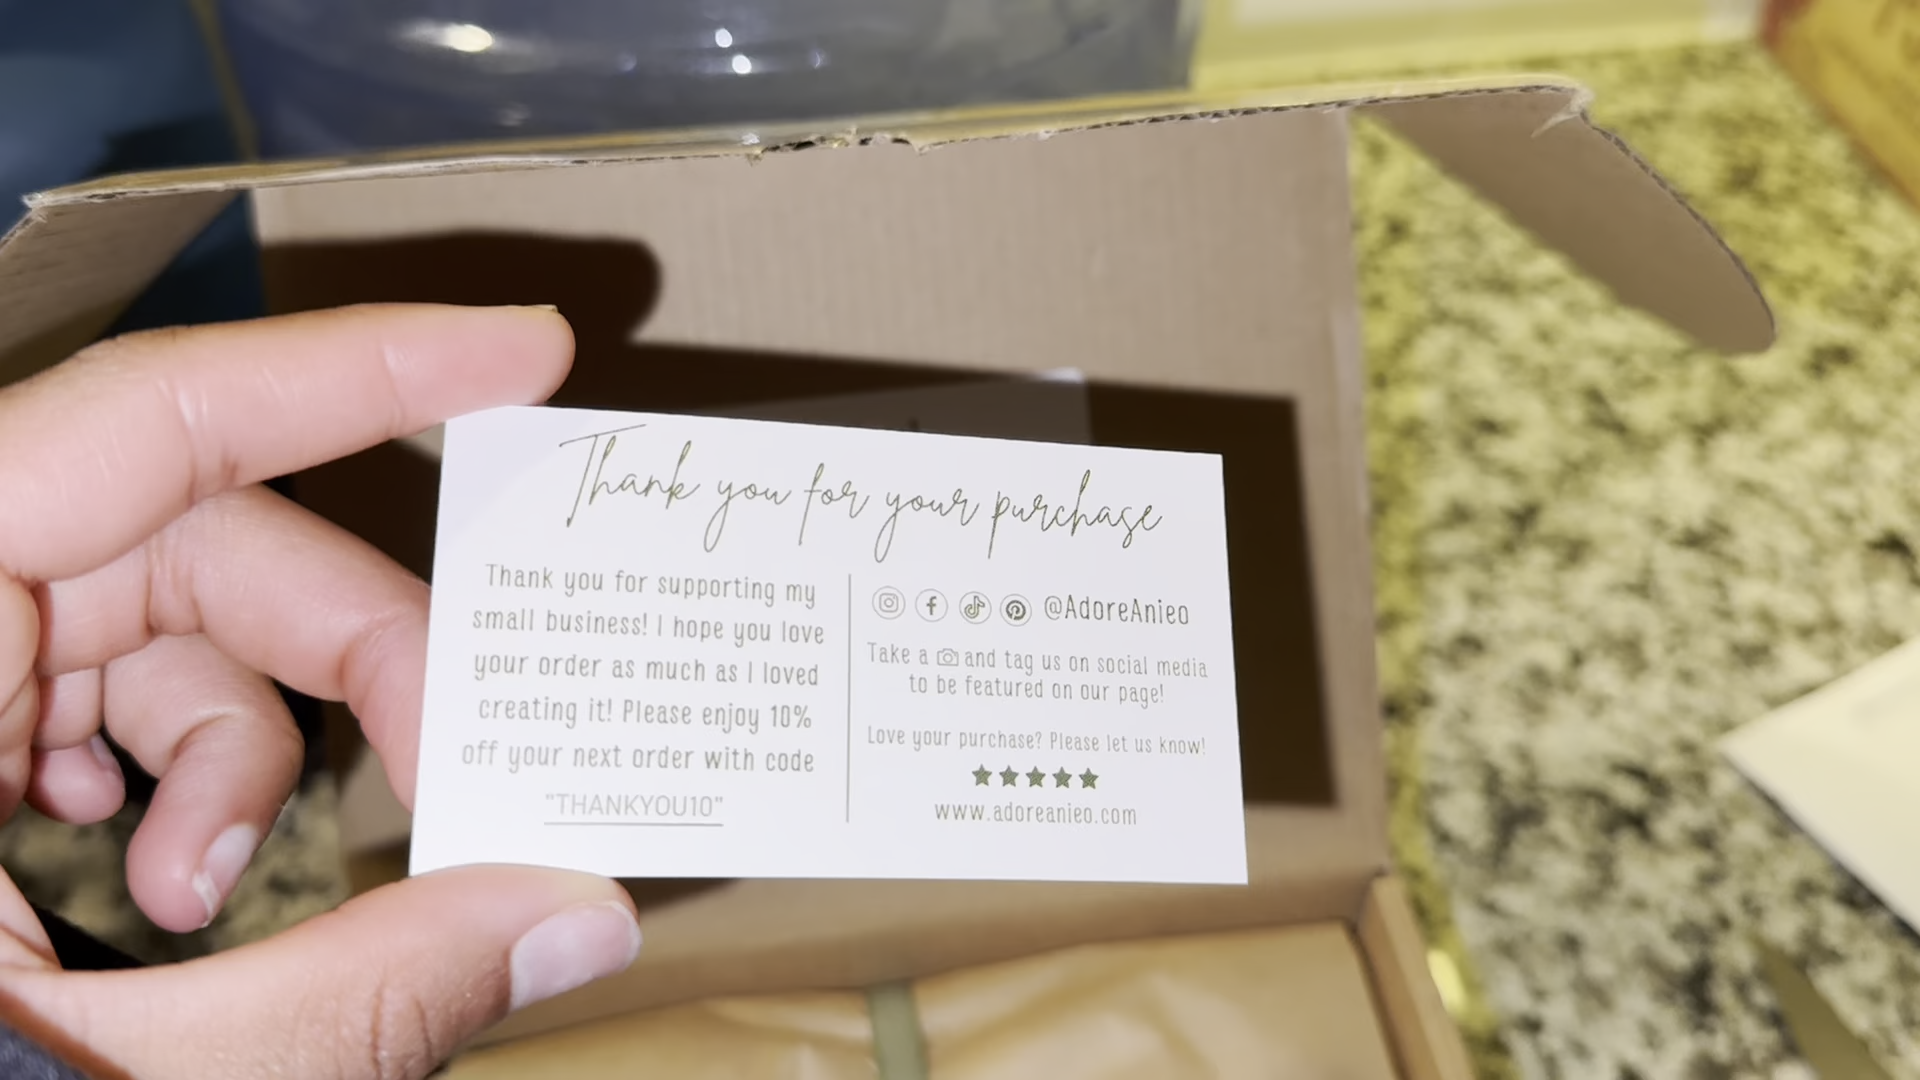 Thank you for your purchase
Thank you for supporting my
small business! I hope you love
your order as much as I loved
creating it! Please enjoy 10%
off your next order with code
"THANKYOU10"
@AdoreAnieo
Take a and tag us on social media
to be featured on our page!
Love your purchase? Please let us know!
www.adoreanieo.com